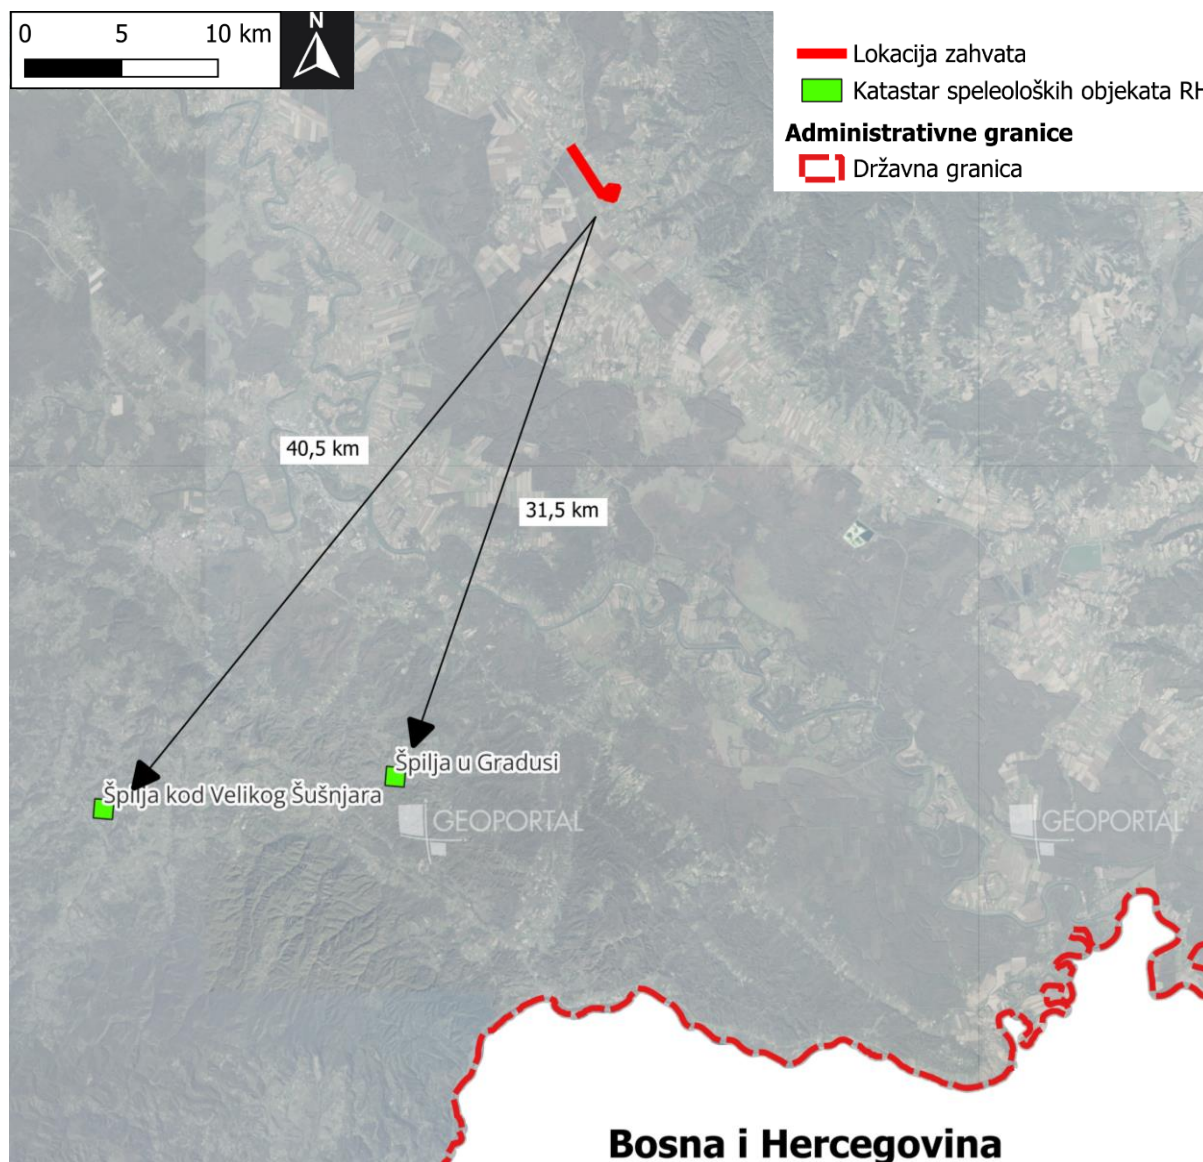 0 5 10 km
N
Lokacija zahvata
Katastar speleoloških objekata RH
Administrativne granice
Državna granica
40,5 km
31,5 km
Špilja u Gradusi
Špilja kod Velikog Šušnjara
GEOPORTAL
GEOPORTAL
Bosna i Hercegovina